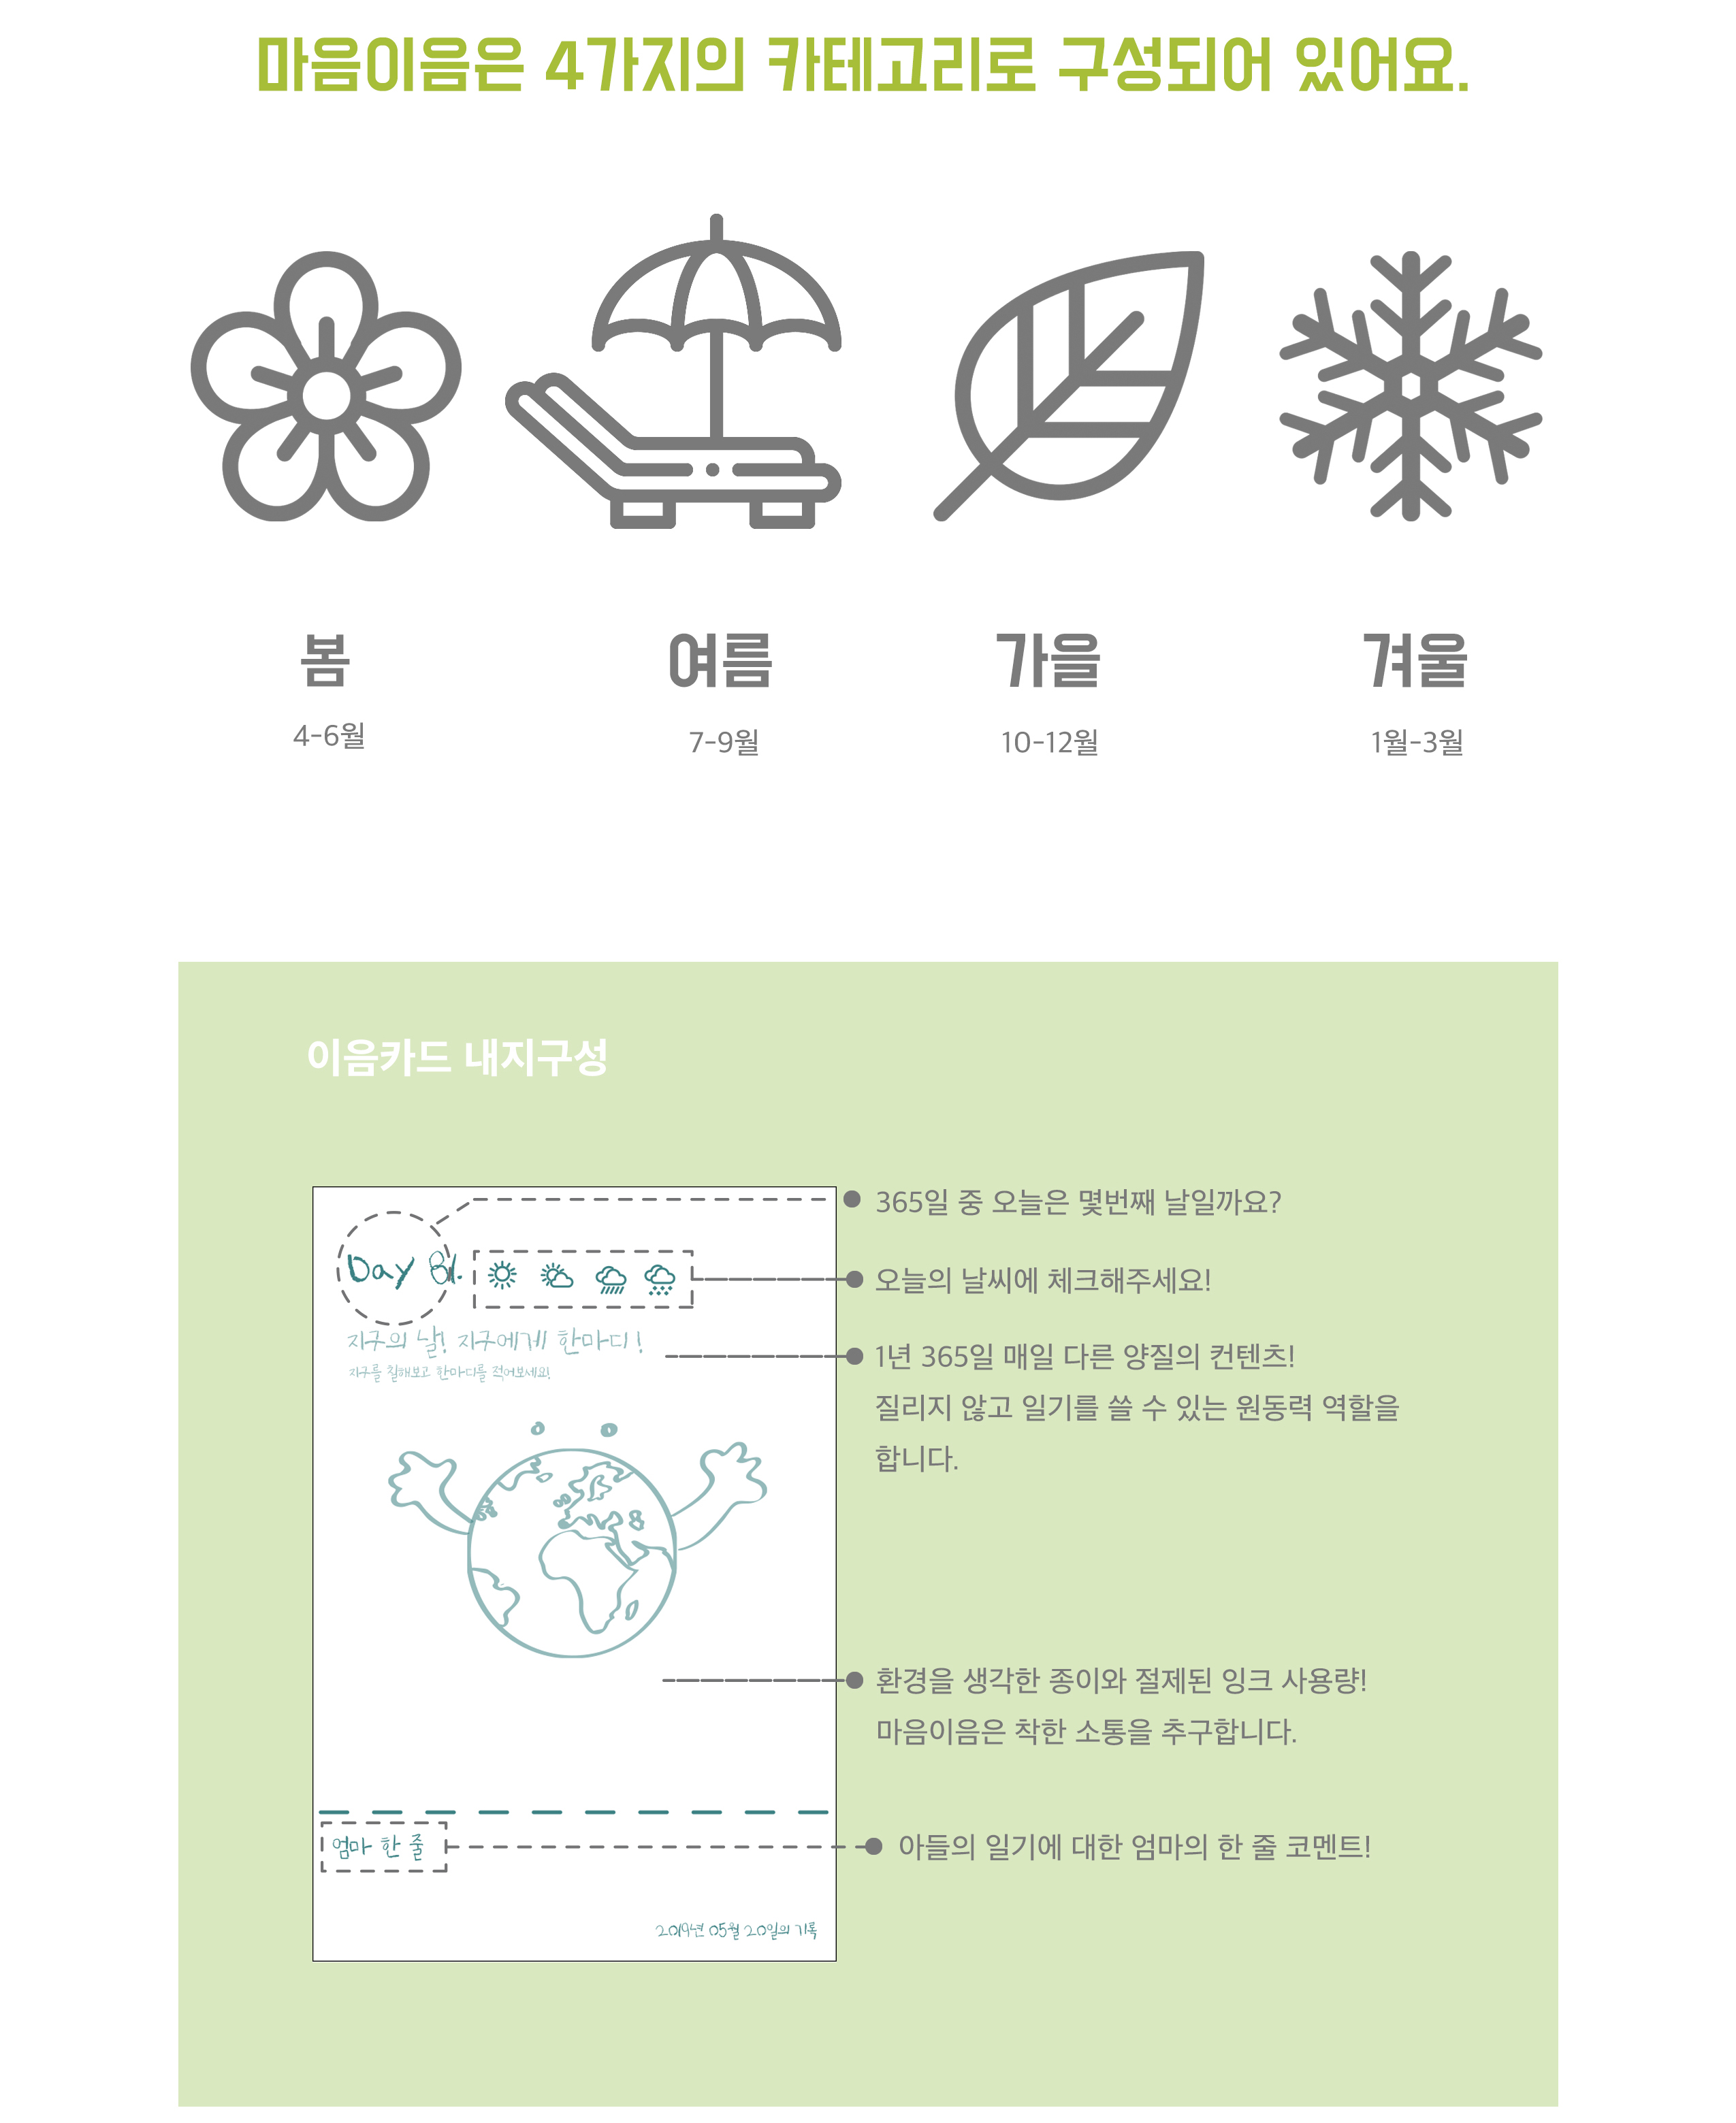 마음이음은 4가지의 카테고리로 구성되어 있어요.
봄
여름
가을
겨울
4-6월
7-9월
10-12월
1월-3월
이음카드 내지구성
365일 중 오늘은 몇번째 날일까요?
Day 81.
오늘의 날씨에 체크해주세요!
지구의 날! 지구에게 한마디!
지구를 칠해보고 한마디를 적어보세요!
1년 365일 매일 다른 양질의 컨텐츠!
질리지 않고 일기를 쓸 수 있는 원동력 역할을
합니다.
환경을 생각한 종이와 절제된 잉크 사용량!
마음이음은 착한 소통을 추구합니다.
엄마 한 줄
아들의 일기에 대한 엄마의 한 줄 코멘트!
2019년 05월 20일의 기록